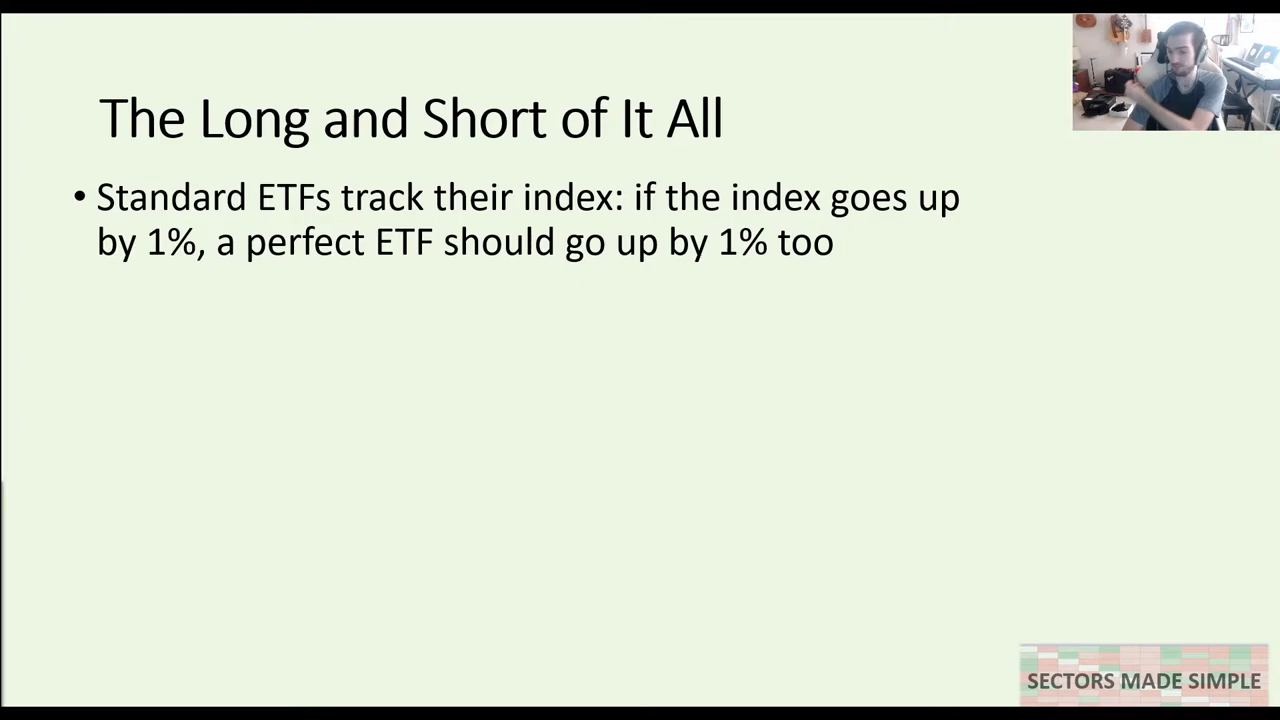 The Long and Short of It All
• Standard ETFs track their index: if the index goes up
by 1%, a perfect ETF should go up by 1% too
SECTORS MADE SIMPLE